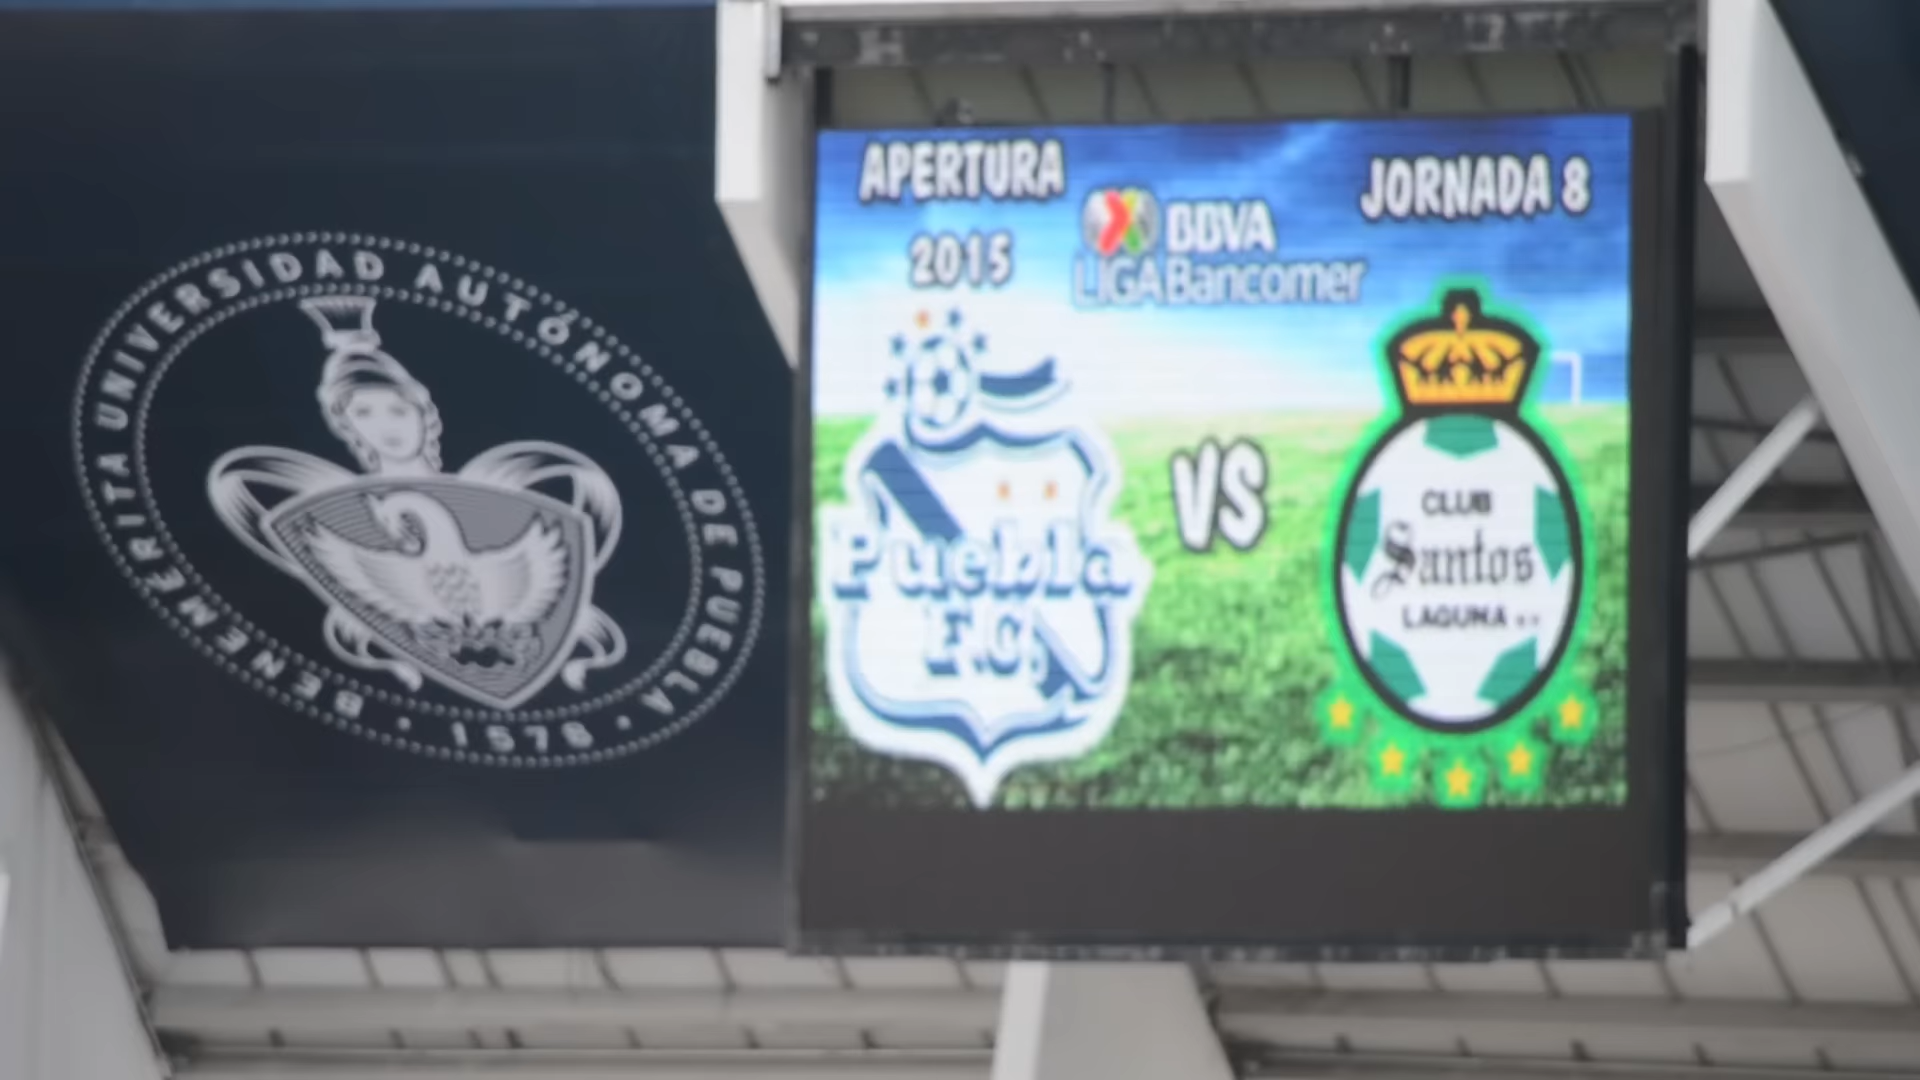 BENEMÉRITA UNIVERSIDAD AUTÓNOMA DE PUEBLA
1578
APERTURA
2015
BBVA
LIGA Bancomer
JORNADA 8
Puebla
F.C.
VS
CLUB
Santos
LAGUNA